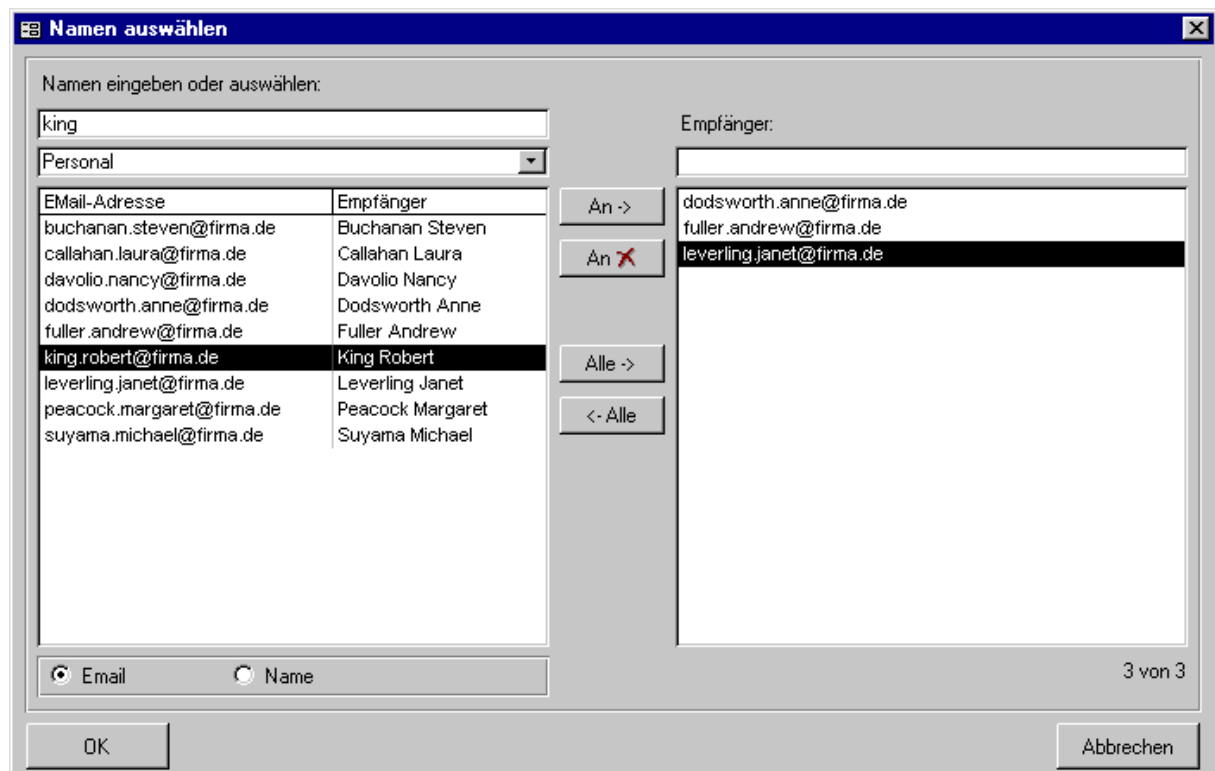 Namen auswählen
Namen eingeben oder auswählen:
king
Personal
EMail-Adresse Empfänger
buchanan.steven@firma.de Buchanan Steven
callahan.laura@firma.de Callahan Laura
davolio.nancy@firma.de Davolio Nancy
dodsworth.anne@firma.de Dodsworth Anne
fuller.andrew@firma.de Fuller Andrew
king.robert@firma.de King Robert
leverling.janet@firma.de Leverling Janet
peacock.margaret@firma.de Peacock Margaret
suyama.michael@firma.de Suyama Michael
Email Name
An ->
An
Alle ->
<- Alle
Empfänger:
dodsworth.anne@firma.de
fuller.andrew@firma.de
leverling.janet@firma.de
3 von 3
OK
Abbrechen